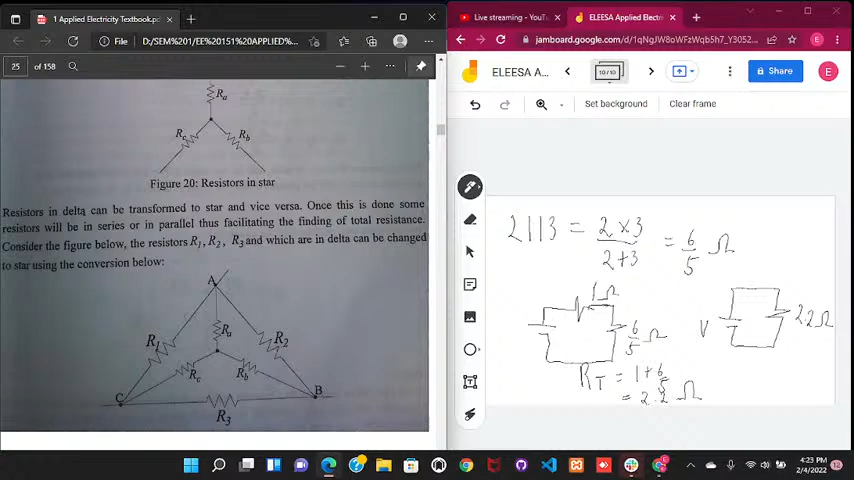 1 Applied Electricity Textbook.pd
File
D:/SEM%201/EE%20151%20APPLIED%...
25 of 158
Ra
Rc
Rb
Figure 20: Resistors in star
Resistors in delta can be transformed to star and vice versa. Once this is done some
resistors will be in series or in parallel thus facilitating the finding of total resistance.
Consider the figure below, the resistors R1, R2, R3 and which are in delta can be changed
to star using the conversion below:
A
R1
Ra
R2
Rc
Rb
C
B
R3
Live streaming - YouT
ELEESA Applied Electri
jamboard.google.com/d/1qNgJW8oWFzWqb5h7_Y3052...
ELEESA A...
10/10
Share
E
Set background
Clear frame
2||3 = 2 x 3 / 2+3 = 6/5 Ω
1Ω
6/5 Ω
V
2.2Ω
RT = 1+6/5
= 2.2 Ω
4:23 PM
2/4/2022